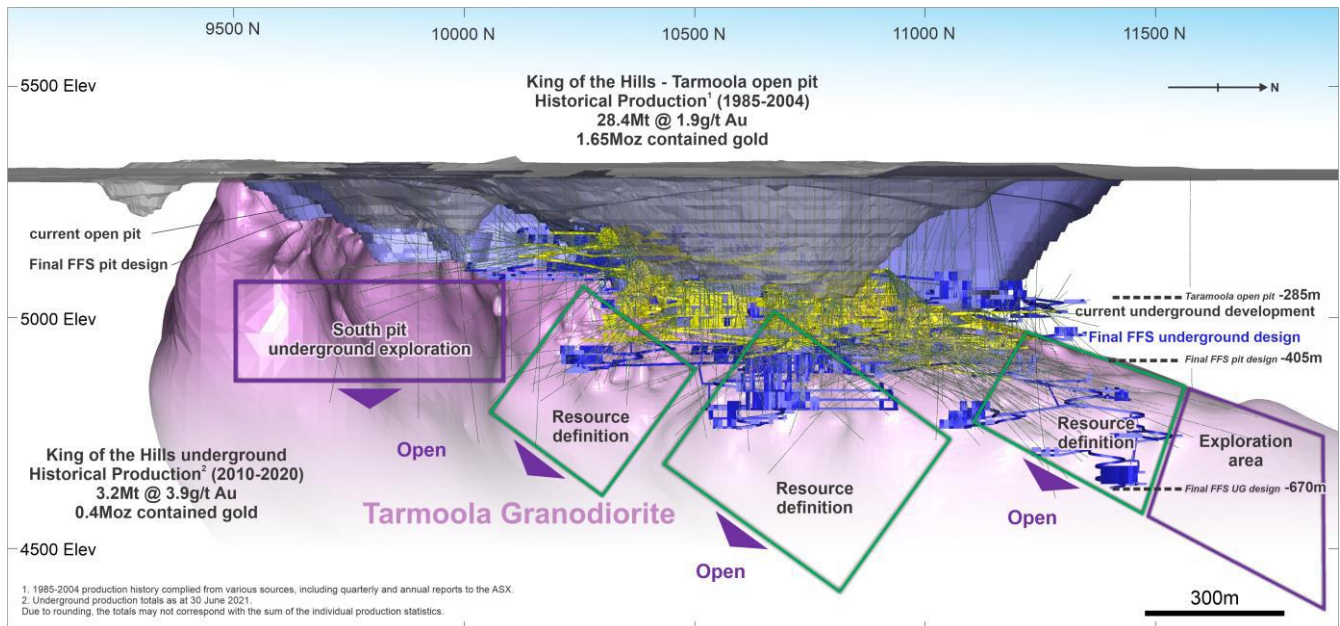 9500 N
10000 N
10500 N
11000 N
11500 N
5500 Elev
King of the Hills - Tarmoola open pit
Historical Production¹ (1985-2004)
28.4Mt @ 1.9g/t Au
1.65Moz contained gold
N
current open pit
Final FFS pit design
5000 Elev
South pit
underground exploration
Taramoola open pit -285m
current underground development
Final FFS underground design
Final FFS pit design -405m
Open
Resource
definition
Resource
definition
Resource
definition
Exploration
area
King of the Hills underground
Historical Production² (2010-2020)
3.2Mt @ 3.9g/t Au
0.4Moz contained gold
Final FFS UG design -670m
Tarmoola Granodiorite
Open
Open
4500 Elev
1. 1985-2004 production history complied from various sources, including quarterly and annual reports to the ASX.
2. Underground production totals as at 30 June 2021.
Due to rounding, the totals may not correspond with the sum of the individual production statistics.
300m